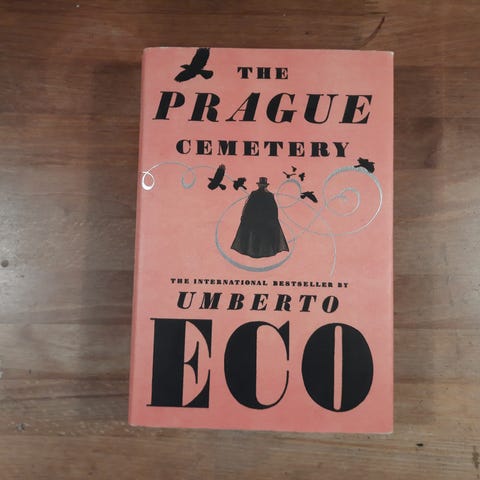 THE
PRAGUE
CEMETERY
THE INTERNATIONAL BESTSELLER BY
UMBERTO
ECO